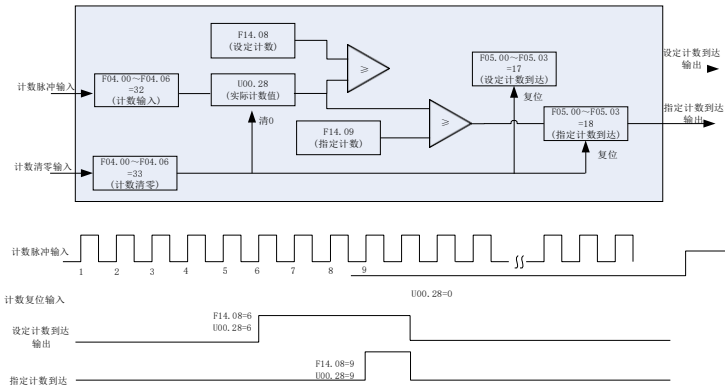 F14.08
(设定计数)
F05.00~F05.03
=17
(设定计数到达)
设定计数到达
输出
计数脉冲输入
F04.00~F04.06
=32
(计数输入)
U00.28
(实际计数值)
≥
复位
清0
F14.09
(指定计数)
≥
F05.00~F05.03
=18
(指定计数到达)
指定计数到达
输出
计数清零输入
F04.00~F04.06
=33
(计数清零)
复位
计数脉冲输入
1 2 3 4 5 6 7 8 9
计数复位输入
U00.28=0
设定计数到达
输出
F14.08=6
U00.28=6
指定计数到达
F14.08=9
U00.28=9